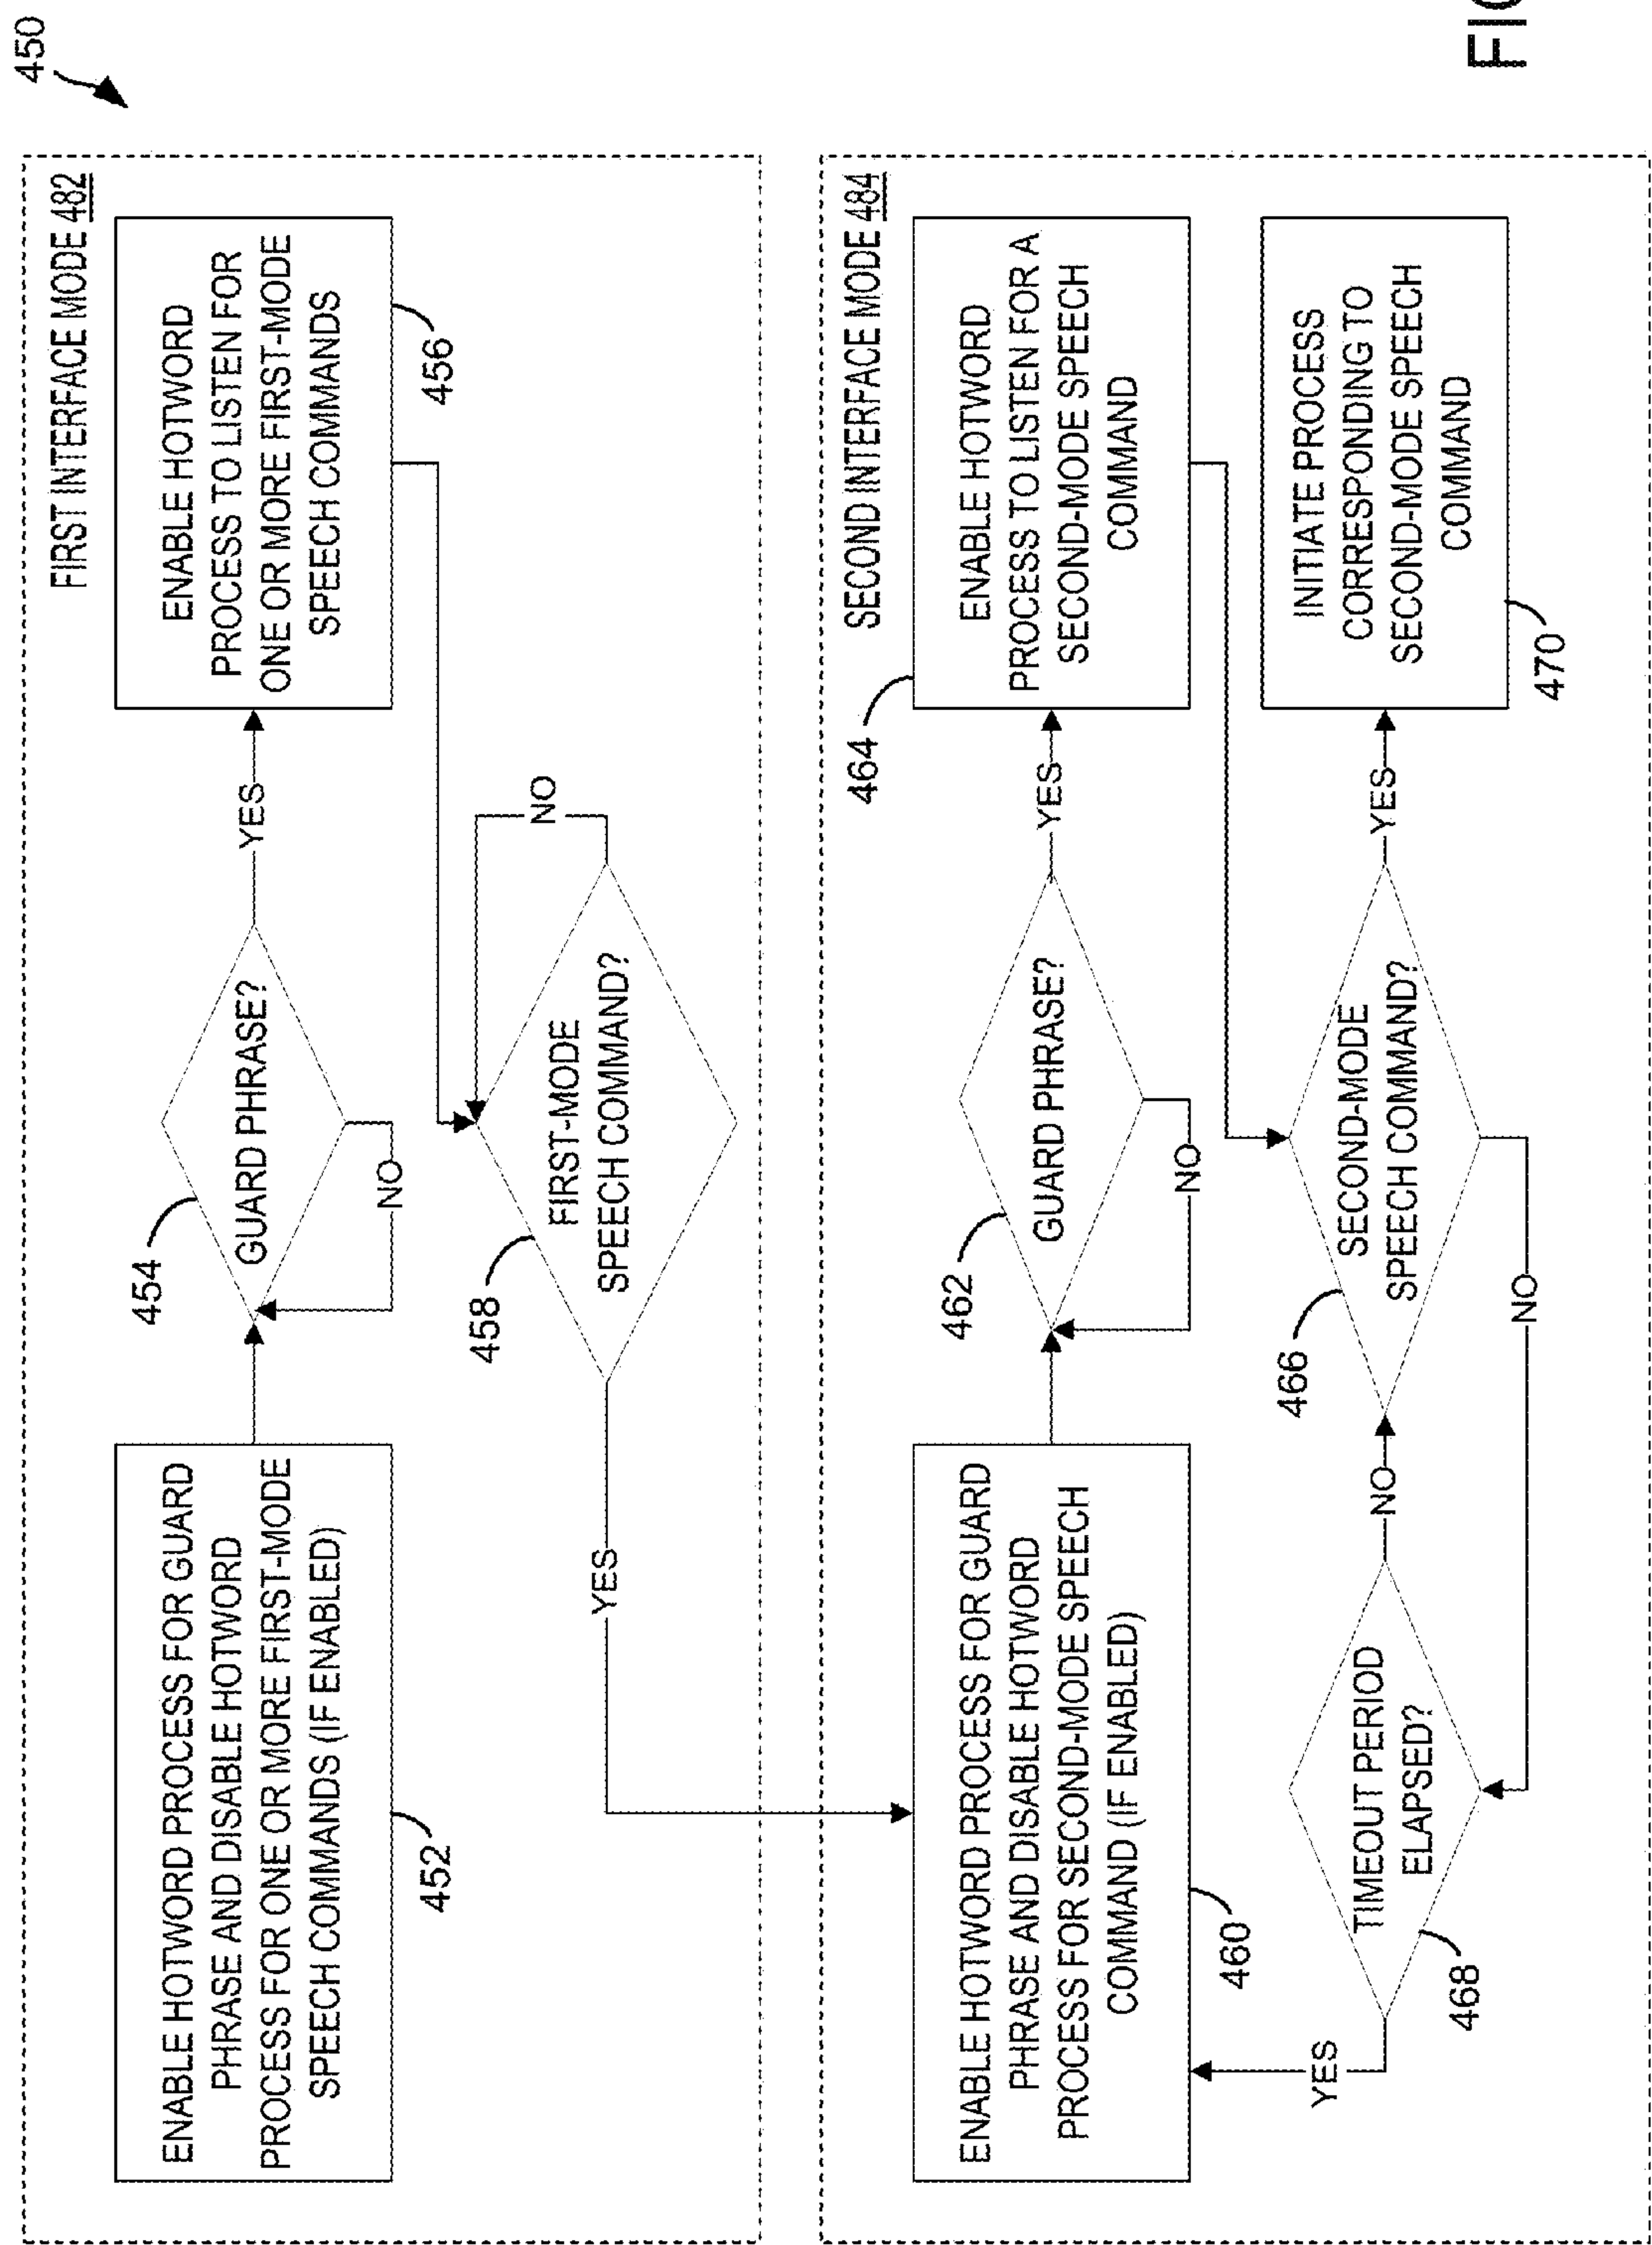 450
FIRST INTERFACE MODE 482
ENABLE HOTWORD PROCESS FOR GUARD
PHRASE AND DISABLE HOTWORD
PROCESS FOR ONE OR MORE FIRST-MODE
SPEECH COMMANDS (IF ENABLED)
452
454
GUARD PHRASE?
YES
NO
ENABLE HOTWORD
PROCESS TO LISTEN FOR
ONE OR MORE FIRST-MODE
SPEECH COMMANDS
456
458
FIRST-MODE
SPEECH COMMAND?
NO
YES
SECOND INTERFACE MODE 484
ENABLE HOTWORD PROCESS FOR GUARD
PHRASE AND DISABLE HOTWORD
PROCESS FOR SECOND-MODE SPEECH
COMMAND (IF ENABLED)
460
462
GUARD PHRASE?
YES
NO
464
ENABLE HOTWORD
PROCESS TO LISTEN FOR A
SECOND-MODE SPEECH
COMMAND
YES
468
TIMEOUT PERIOD
ELAPSED?
NO
466
SECOND-MODE
SPEECH COMMAND?
YES
NO
INITIATE PROCESS
CORRESPONDING TO
SECOND-MODE SPEECH
COMMAND
470